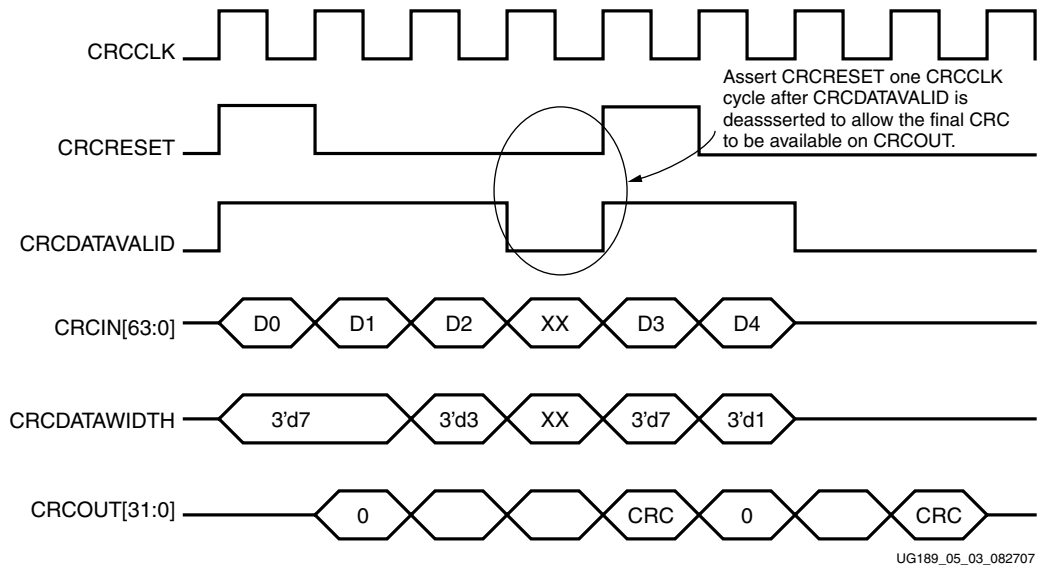 CRCCLK
Assert CRCRESET one CRCCLK
cycle after CRCDATAVALID is
deassserted to allow the final CRC
to be available on CRCOUT.
CRCRESET
CRCDATAVALID
CRCIN[63:0] D0 D1 D2 XX D3 D4
CRCDATAWIDTH 3'd7 3'd3 XX 3'd7 3'd1
CRCOUT[31:0] 0 CRC 0 CRC
UG189_05_03_082707